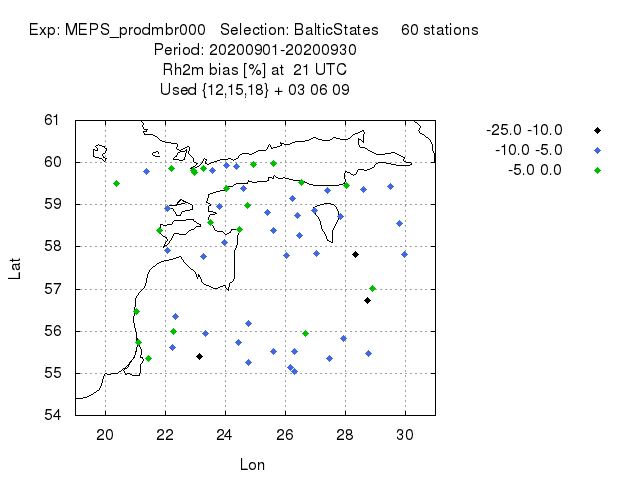 Exp: MEPS_prodmbr000 Selection: BalticStates 60 stations
Period: 20200901-20200930
Rh2m bias [%] at 21 UTC
Used {12,15,18} + 03 06 09
-25.0 -10.0
-10.0 -5.0
-5.0 0.0
61
60
59
58
57
56
55
54
Lat
20 22 24 26 28 30
Lon